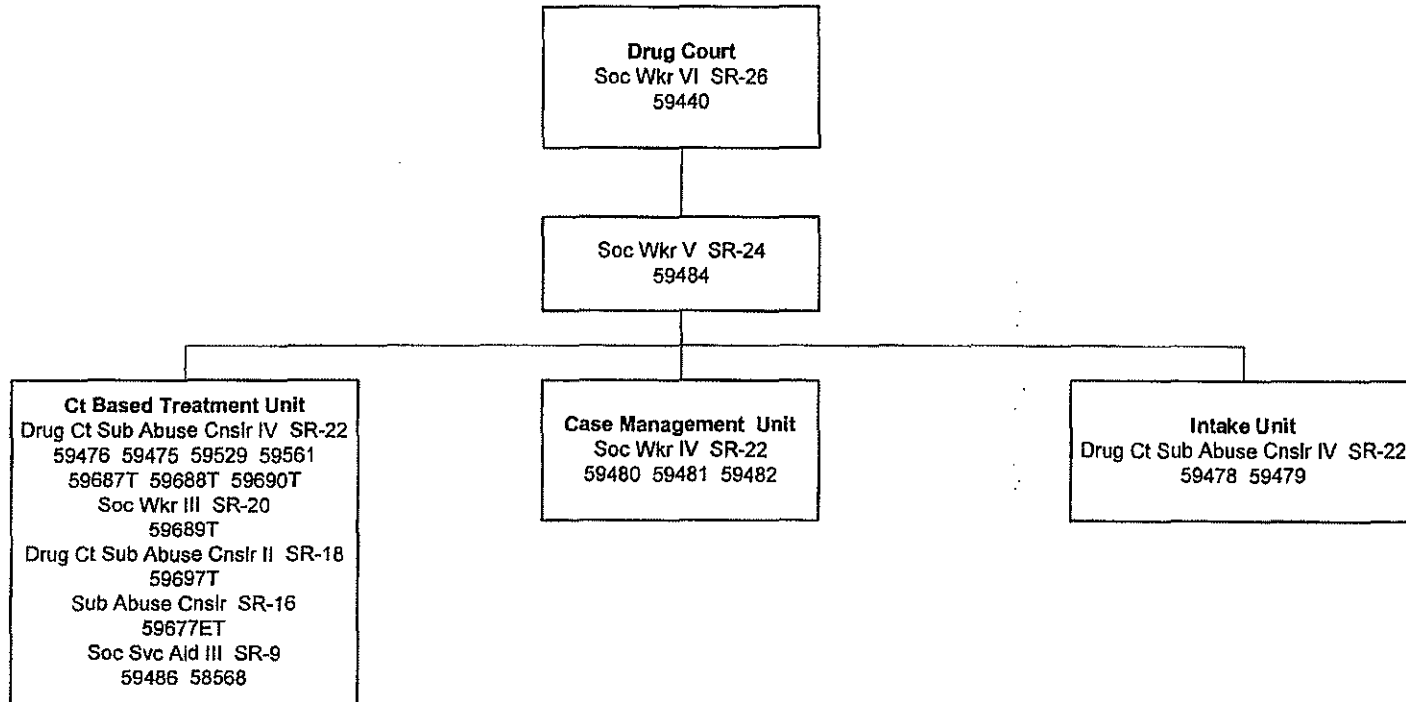 Drug Court
Soc Wkr VI SR-26
59440
Soc Wkr V SR-24
59484
Ct Based Treatment Unit
Drug Ct Sub Abuse Cnslr IV SR-22
59476 59475 59529 59561
59687T 59688T 59690T
Soc Wkr III SR-20
59689T
Drug Ct Sub Abuse Cnslr II SR-18
59697T
Sub Abuse Cnslr SR-16
59677ET
Soc Svc Aid III SR-9
59486 58568
Case Management Unit
Soc Wkr IV SR-22
59480 59481 59482
Intake Unit
Drug Ct Sub Abuse Cnslr IV SR-22
59478 59479